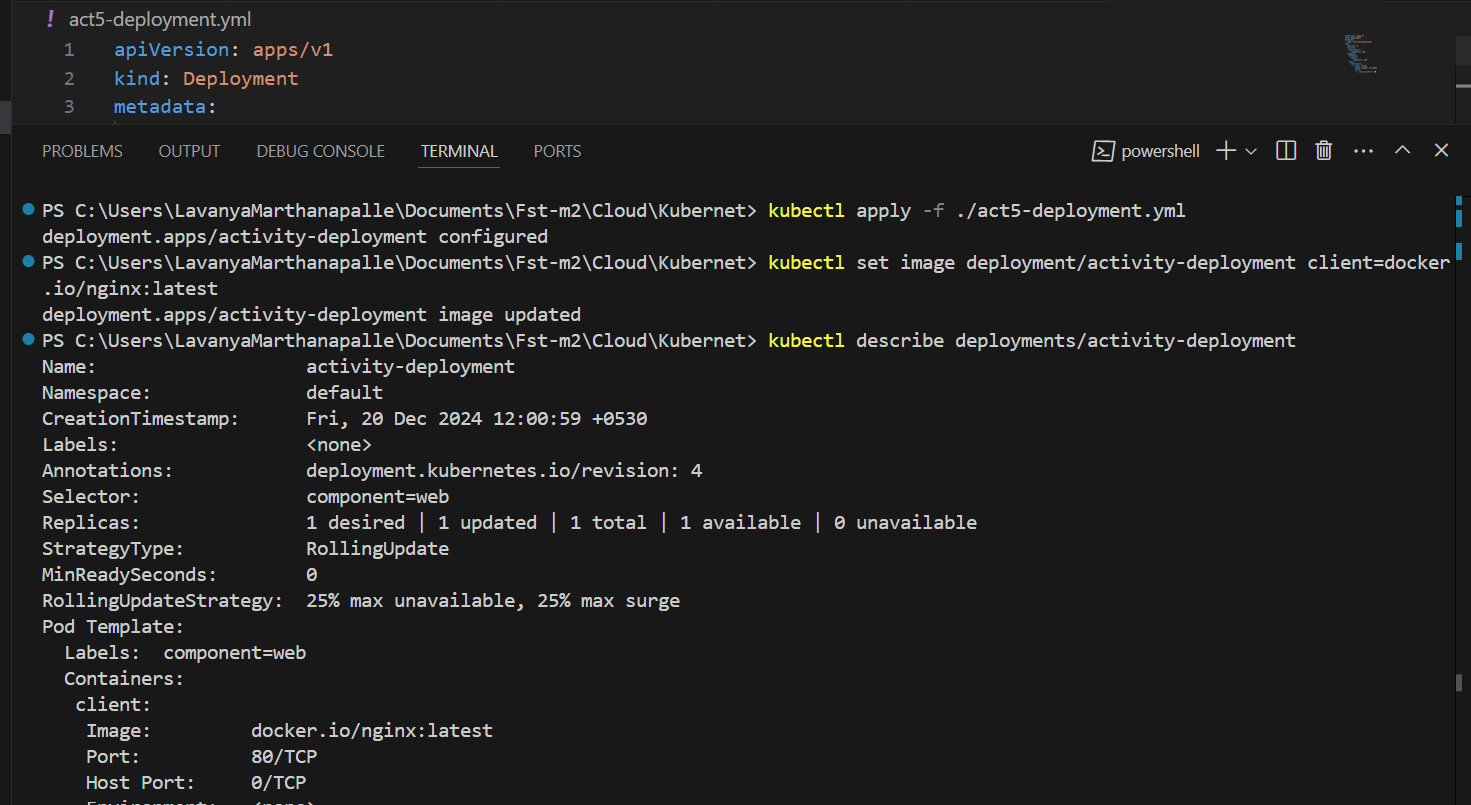 ! act5-deployment.yml
1 apiVersion: apps/v1
2 kind: Deployment
3 metadata:
PROBLEMS OUTPUT DEBUG CONSOLE TERMINAL PORTS powershell
PS C:\Users\LavanyaMarthanapalle\Documents\Fst-m2\Cloud\Kubernet> kubectl apply -f ./act5-deployment.yml
deployment.apps/activity-deployment configured
PS C:\Users\LavanyaMarthanapalle\Documents\Fst-m2\Cloud\Kubernet> kubectl set image deployment/activity-deployment client=docker
.io/nginx:latest
deployment.apps/activity-deployment image updated
PS C:\Users\LavanyaMarthanapalle\Documents\Fst-m2\Cloud\Kubernet> kubectl describe deployments/activity-deployment
Name: activity-deployment
Namespace: default
CreationTimestamp: Fri, 20 Dec 2024 12:00:59 +0530
Labels: <none>
Annotations: deployment.kubernetes.io/revision: 4
Selector: component=web
Replicas: 1 desired | 1 updated | 1 total | 1 available | 0 unavailable
StrategyType: RollingUpdate
MinReadySeconds: 0
RollingUpdateStrategy: 25% max unavailable, 25% max surge
Pod Template:
Labels: component=web
Containers:
client:
Image: docker.io/nginx:latest
Port: 80/TCP
Host Port: 0/TCP